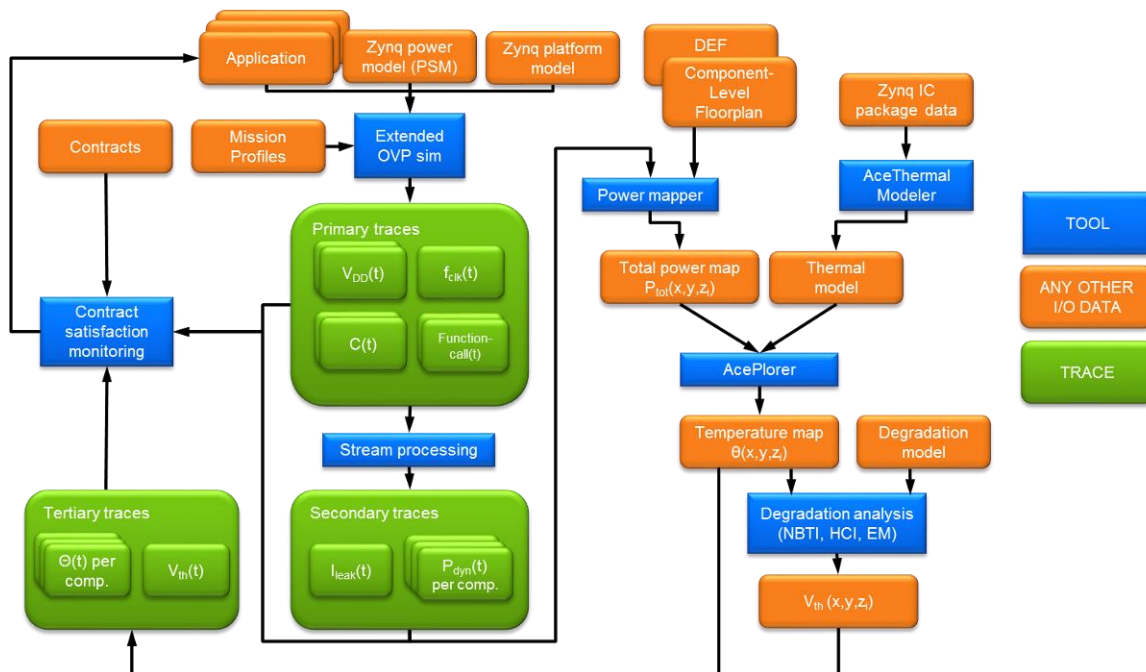 Application
Zynq power
model (PSM)
Zynq platform
model
DEF
Component-
Level
Floorplan
Zynq IC
package data
Contracts
Mission
Profiles
Extended
OVP sim
Power mapper
AceThermal
Modeler
TOOL
Primary traces
V_DD(t)
f_clk(t)
C(t)
Function-
call(t)
Total power map
P_tot(x,y,z_i)
Thermal
model
ANY OTHER
I/O DATA
Contract
satisfaction
monitoring
AcePlorer
TRACE
Stream processing
Temperature map
θ(x,y,z_i)
Degradation
model
Tertiary traces
Θ(t) per
comp.
V_th(t)
Secondary traces
I_leak(t)
P_dyn(t)
per comp.
Degradation analysis
(NBTI, HCI, EM)
V_th (x,y,z_i)